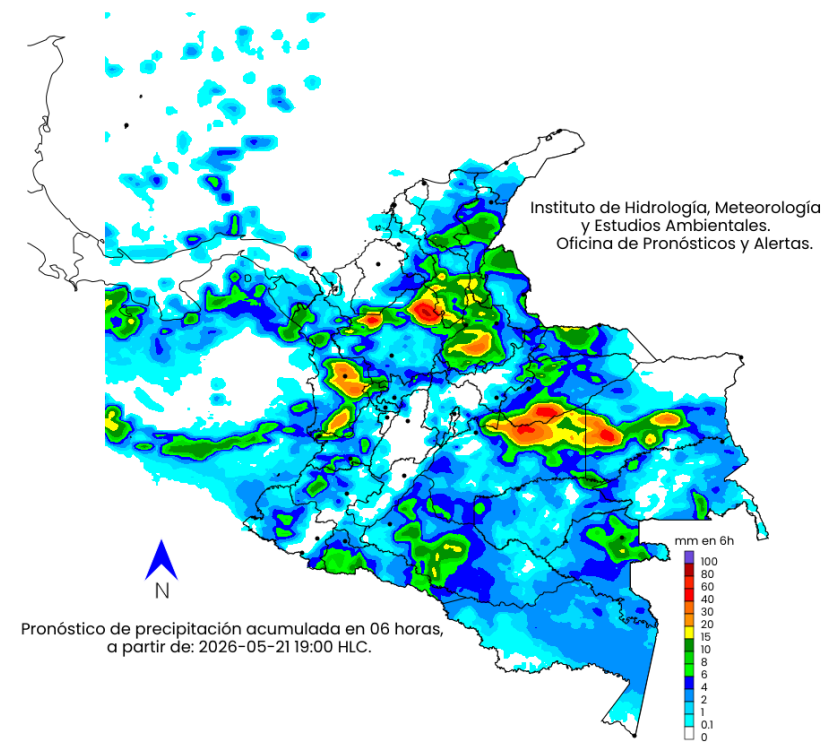 Instituto de Hidrología, Meteorología
y Estudios Ambientales.
Oficina de Pronósticos y Alertas.
mm en 6h
100
80
60
40
30
20
15
10
8
6
4
2
1
0.1
0
N
Pronóstico de precipitación acumulada en 06 horas,
a partir de: 2026-05-21 19:00 HLC.